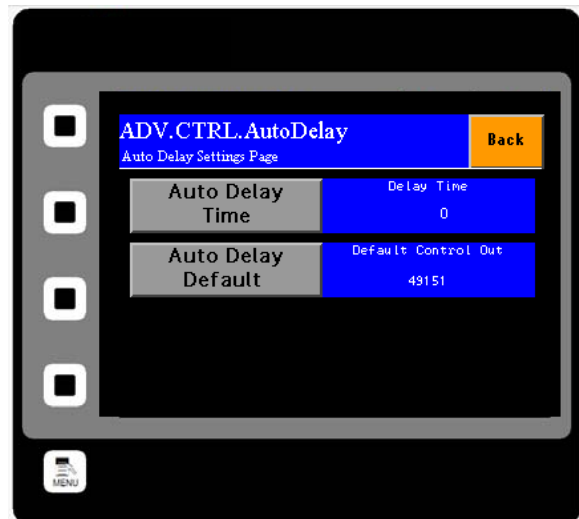 ADV.CTRL.AutoDelay
Back
Auto Delay Settings Page
Auto Delay
Time
Delay Time
0
Auto Delay
Default
Default Control Out
49151
MENU